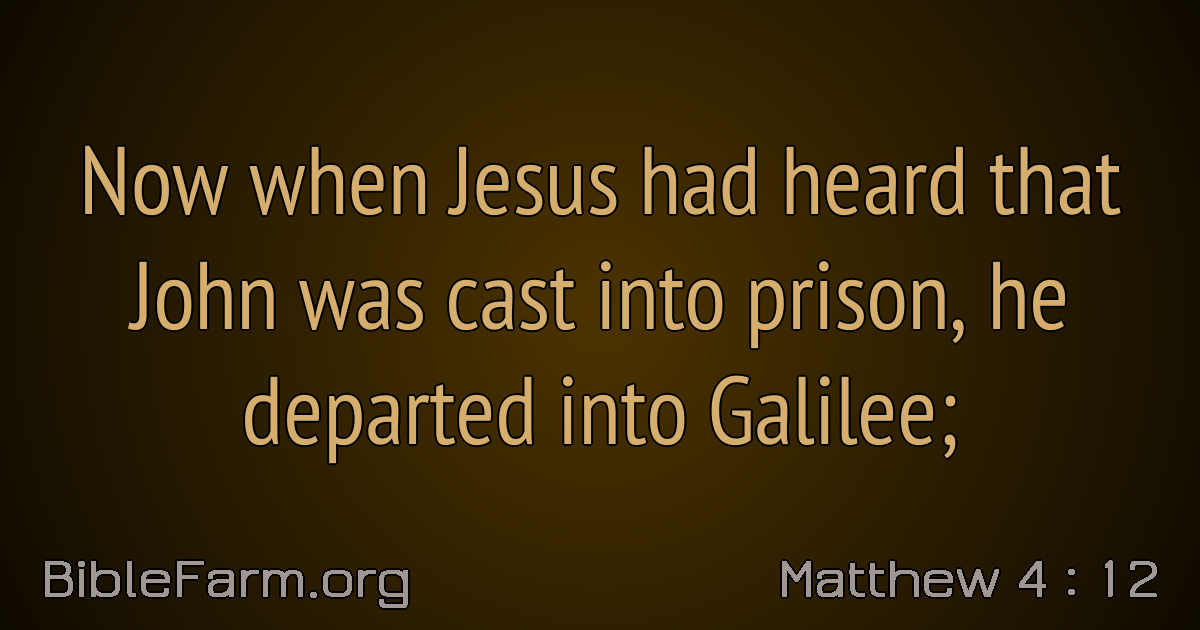 Now when Jesus had heard that
John was cast into prison, he
departed into Galilee;
BibleFarm.org
Matthew 4 : 12